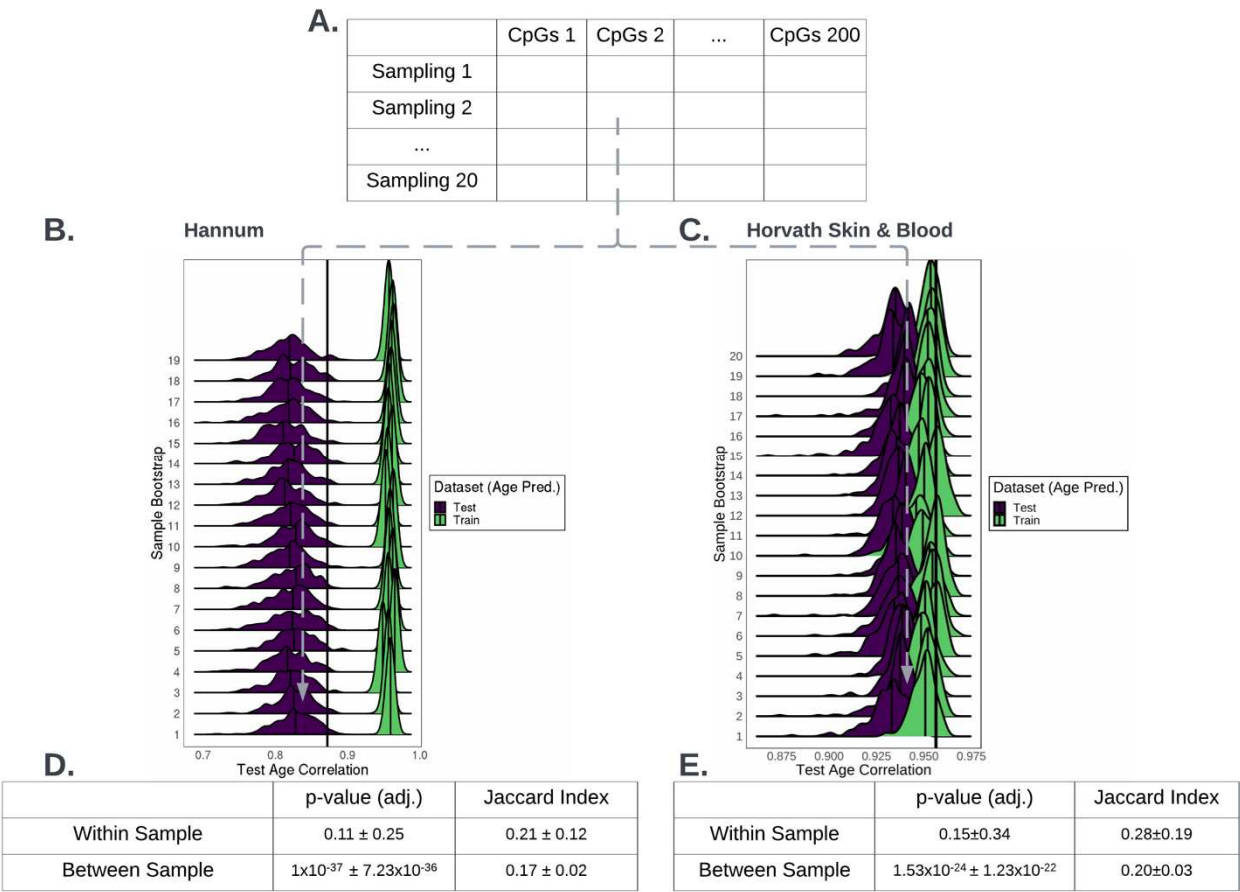 A.
CpGs 1 CpGs 2 ... CpGs 200
Sampling 1
Sampling 2
...
Sampling 20
B. Hannum
19
18
17
16
15
14
13
12
11
10
9
8
7
6
5
4
3
2
1
Sample Bootstrap
0.7 0.8 0.9 1.0
Test Age Correlation
Dataset (Age Pred.)
Test
Train
C. Horvath Skin & Blood
20
19
18
17
16
15
14
13
12
11
10
9
8
7
6
5
4
3
2
1
Sample Bootstrap
0.875 0.900 0.925 0.950 0.975
Test Age Correlation
Dataset (Age Pred.)
Test
Train
D.
p-value (adj.) Jaccard Index
Within Sample 0.11 ± 0.25 0.21 ± 0.12
Between Sample 1x10⁻³⁷ ± 7.23x10⁻³⁶ 0.17 ± 0.02
E.
p-value (adj.) Jaccard Index
Within Sample 0.15±0.34 0.28±0.19
Between Sample 1.53x10⁻²⁴ ± 1.23x10⁻²² 0.20±0.03